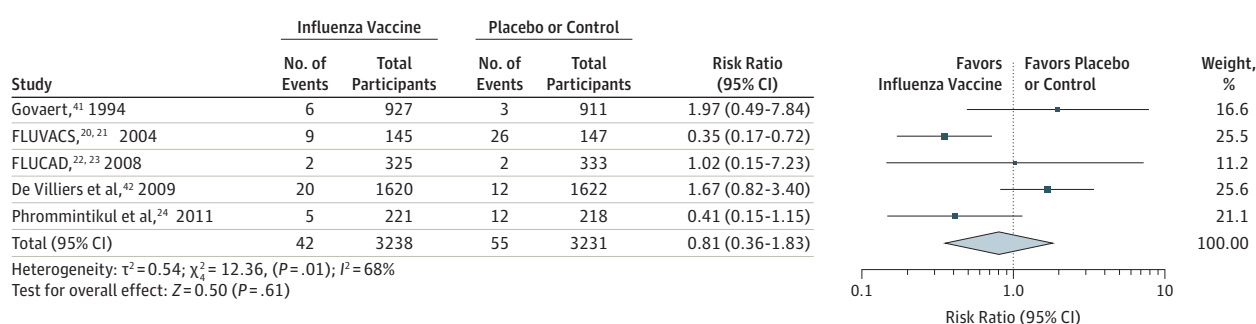 Influenza Vaccine Placebo or Control
Study No. of Events Total Participants No. of Events Total Participants Risk Ratio (95% CI) Favors Influenza Vaccine Favors Placebo or Control Weight, %
Govaert,41 1994 6 927 3 911 1.97 (0.49-7.84) 16.6
FLUVACS,20, 21 2004 9 145 26 147 0.35 (0.17-0.72) 25.5
FLUCAD,22, 23 2008 2 325 2 333 1.02 (0.15-7.23) 11.2
De Villiers et al,42 2009 20 1620 12 1622 1.67 (0.82-3.40) 25.6
Phrommintikul et al,24 2011 5 221 12 218 0.41 (0.15-1.15) 21.1
Total (95% CI) 42 3238 55 3231 0.81 (0.36-1.83) 100.00
Heterogeneity: τ2 = 0.54; χ24 = 12.36, (P = .01); I2 = 68%
Test for overall effect: Z = 0.50 (P = .61)
0.1 1.0 10
Risk Ratio (95% CI)